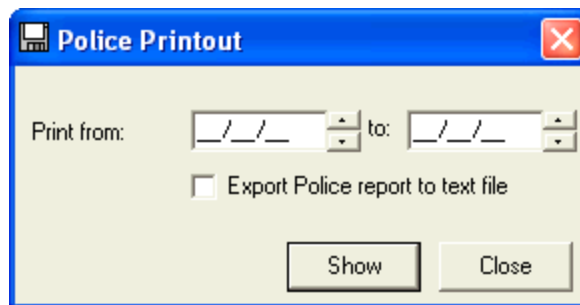 Police Printout
Print from: __/__/__ to: __/__/__
Export Police report to text file
Show Close